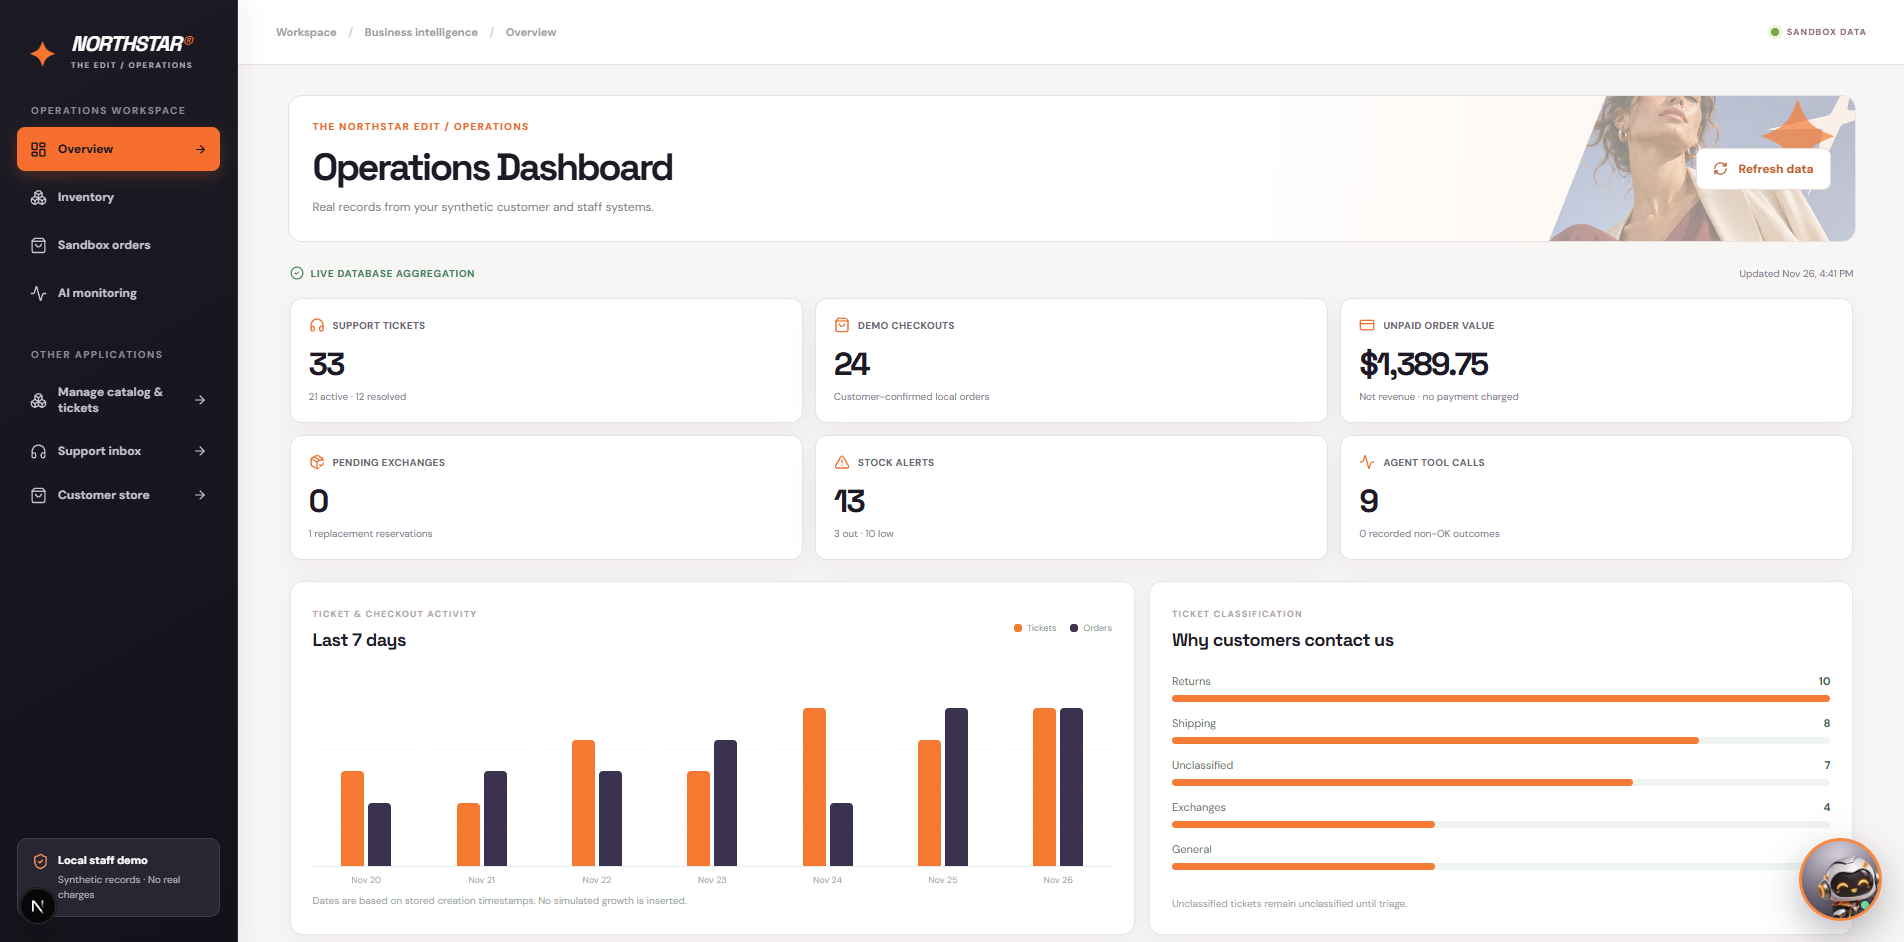 NORTHSTAR®
THE EDIT / OPERATIONS
OPERATIONS WORKSPACE
Overview
Inventory
Sandbox orders
AI monitoring
OTHER APPLICATIONS
Manage catalog &
tickets
Support inbox
Customer store
Local staff demo
Synthetic records · No real
charges
N
Workspace / Business intelligence / Overview
SANDBOX DATA
THE NORTHSTAR EDIT / OPERATIONS
Operations Dashboard
Real records from your synthetic customer and staff systems.
Refresh data
LIVE DATABASE AGGREGATION
Updated Nov 26, 4:41 PM
SUPPORT TICKETS
33
21 active · 12 resolved
DEMO CHECKOUTS
24
Customer-confirmed local orders
UNPAID ORDER VALUE
$1,389.75
Not revenue · no payment charged
PENDING EXCHANGES
0
1 replacement reservations
STOCK ALERTS
13
3 out · 10 low
AGENT TOOL CALLS
9
0 recorded non-OK outcomes
TICKET & CHECKOUT ACTIVITY
Last 7 days
Tickets Orders
Nov 20 Nov 21 Nov 22 Nov 23 Nov 24 Nov 25 Nov 26
Dates are based on stored creation timestamps. No simulated growth is inserted.
TICKET CLASSIFICATION
Why customers contact us
Returns 10
Shipping 8
Unclassified 7
Exchanges 4
General
Unclassified tickets remain unclassified until triage.